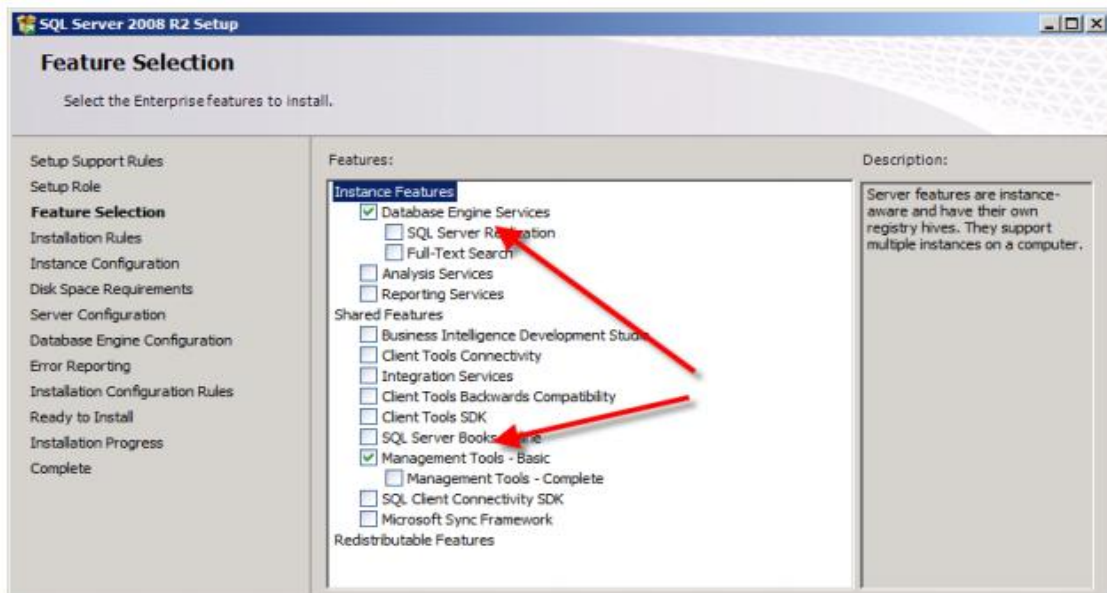 SQL Server 2008 R2 Setup
Feature Selection
Select the Enterprise features to install.
Setup Support Rules
Setup Role
Feature Selection
Installation Rules
Instance Configuration
Disk Space Requirements
Server Configuration
Database Engine Configuration
Error Reporting
Installation Configuration Rules
Ready to Install
Installation Progress
Complete
Features:
Instance Features
Database Engine Services
SQL Server Replication
Full-Text Search
Analysis Services
Reporting Services
Shared Features
Business Intelligence Development Studio
Client Tools Connectivity
Integration Services
Client Tools Backwards Compatibility
Client Tools SDK
SQL Server Books Online
Management Tools - Basic
Management Tools - Complete
SQL Client Connectivity SDK
Microsoft Sync Framework
Redistributable Features
Description:
Server features are instance-
aware and have their own
registry hives. They support
multiple instances on a computer.